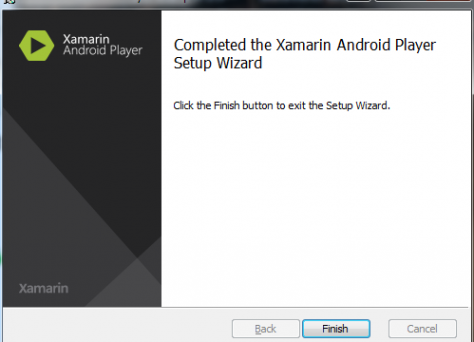 Xamarin
Android Player
Completed the Xamarin Android Player
Setup Wizard
Click the Finish button to exit the Setup Wizard.
Xamarin
Back
Finish
Cancel